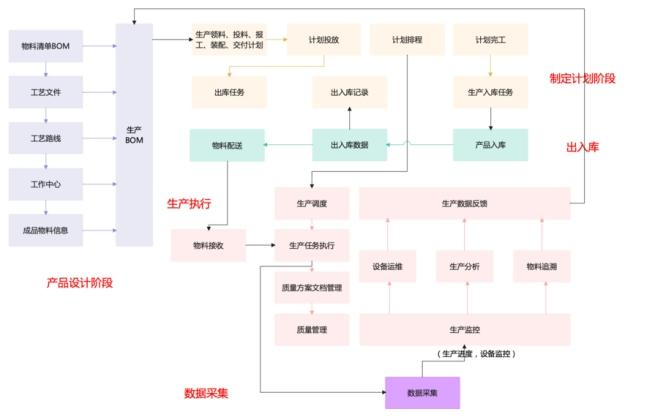 物料清单BOM
工艺文件
工艺路线
工作中心
成品物料信息
产品设计阶段
生产
BOM
生产领料、投料、报
工、装配、交付计划
计划投放
计划排程
计划完工
制定计划阶段
出库任务
出入库记录
生产入库任务
物料配送
出入库数据
产品入库
出入库
生产执行
生产调度
生产数据反馈
物料接收
生产任务执行
设备运维
生产分析
物料追溯
质量方案文档管理
质量管理
生产监控
(生产进度，设备监控)
数据采集
数据采集